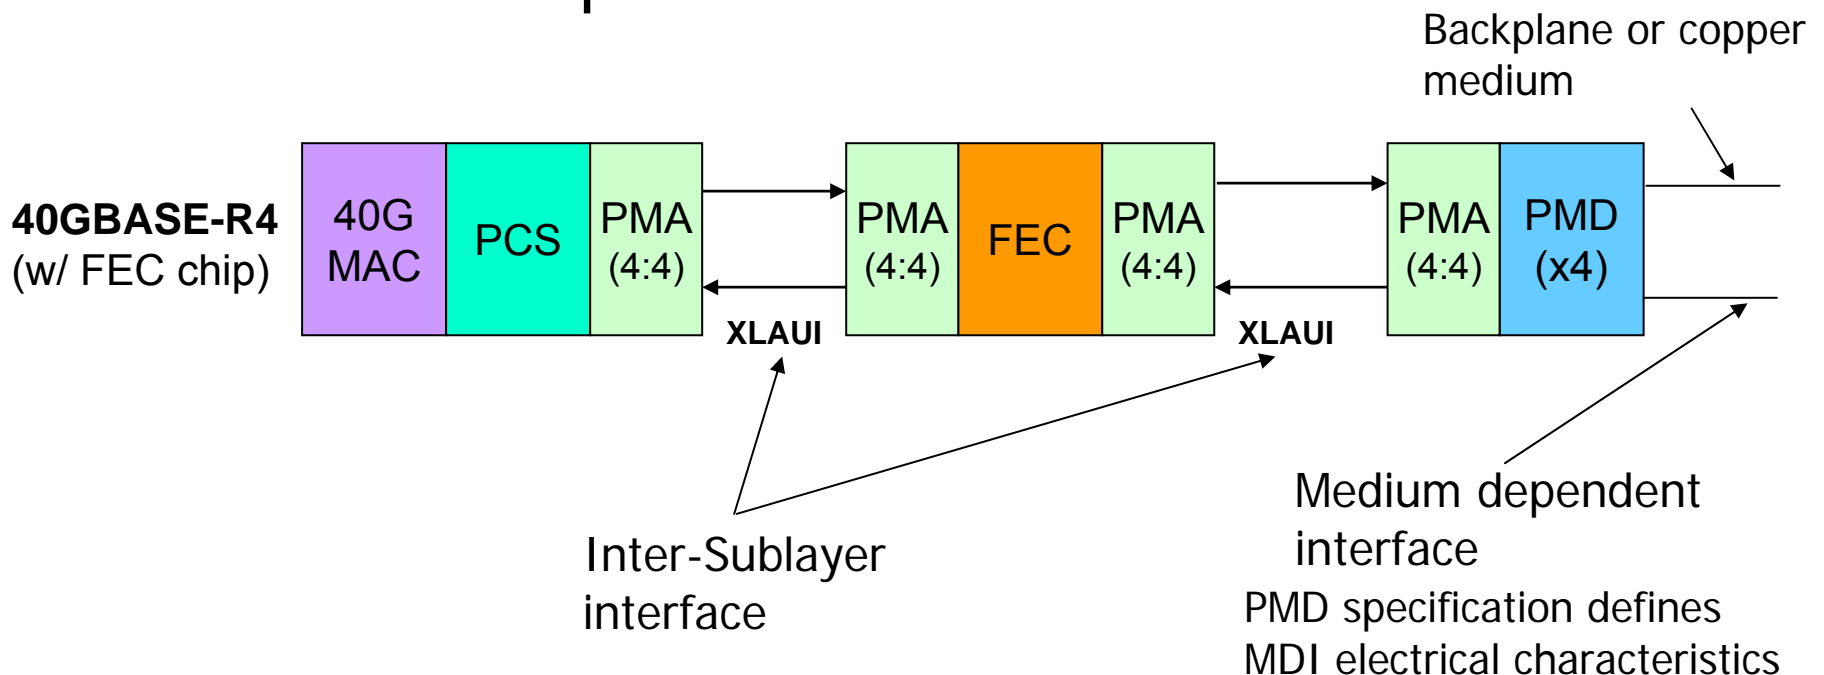 Backplane or copper
medium
40GBASE-R4
(w/ FEC chip)
40G
MAC
PCS
PMA
(4:4)
PMA
(4:4)
FEC
PMA
(4:4)
PMA
(4:4)
PMD
(x4)
XLAUI
XLAUI
Inter-Sublayer
interface
Medium dependent
interface
PMD specification defines
MDI electrical characteristics